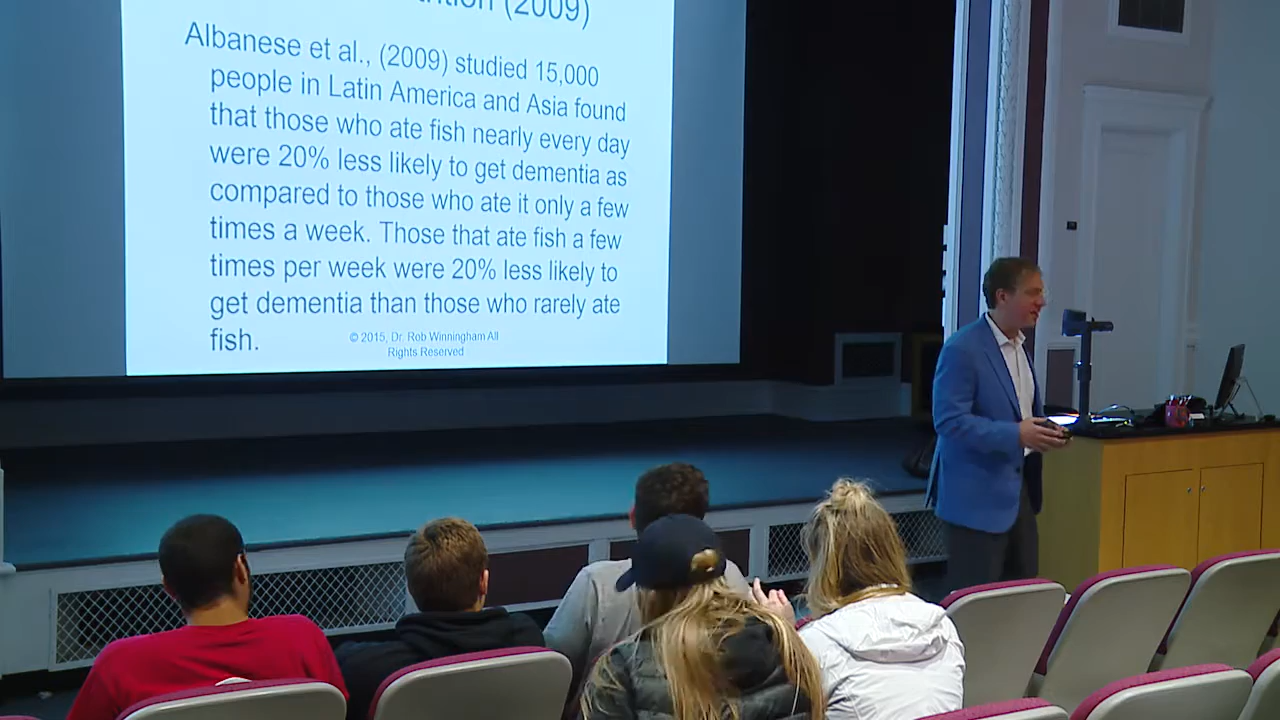 (2009)
Albanese et al., (2009) studied 15,000
people in Latin America and Asia found
that those who ate fish nearly every day
were 20% less likely to get dementia as
compared to those who ate it only a few
times a week. Those that ate fish a few
times per week were 20% less likely to
get dementia than those who rarely ate
fish.
© 2015, Dr. Rob Winningham All
Rights Reserved